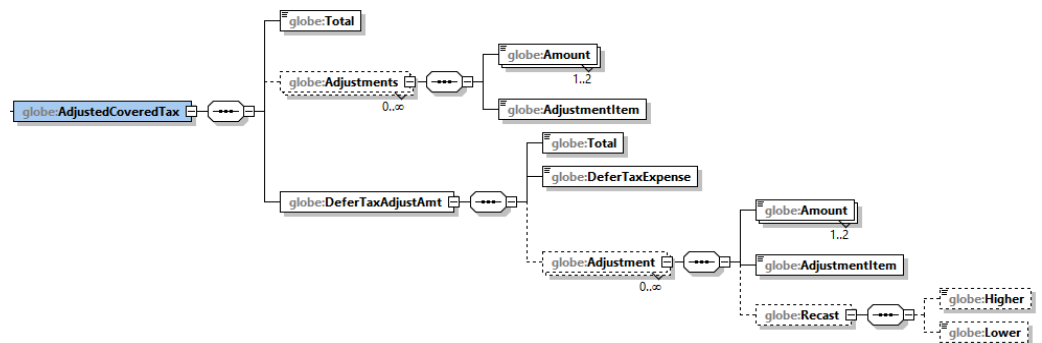 globe:Total
globe:Adjustments
0..∞
globe:Amount
1..2
globe:AdjustmentItem
globe:AdjustedCoveredTax
globe:DeferTaxAdjustAmt
globe:Total
globe:DeferTaxExpense
globe:Adjustment
0..∞
globe:Amount
1..2
globe:AdjustmentItem
globe:Recast
globe:Higher
globe:Lower